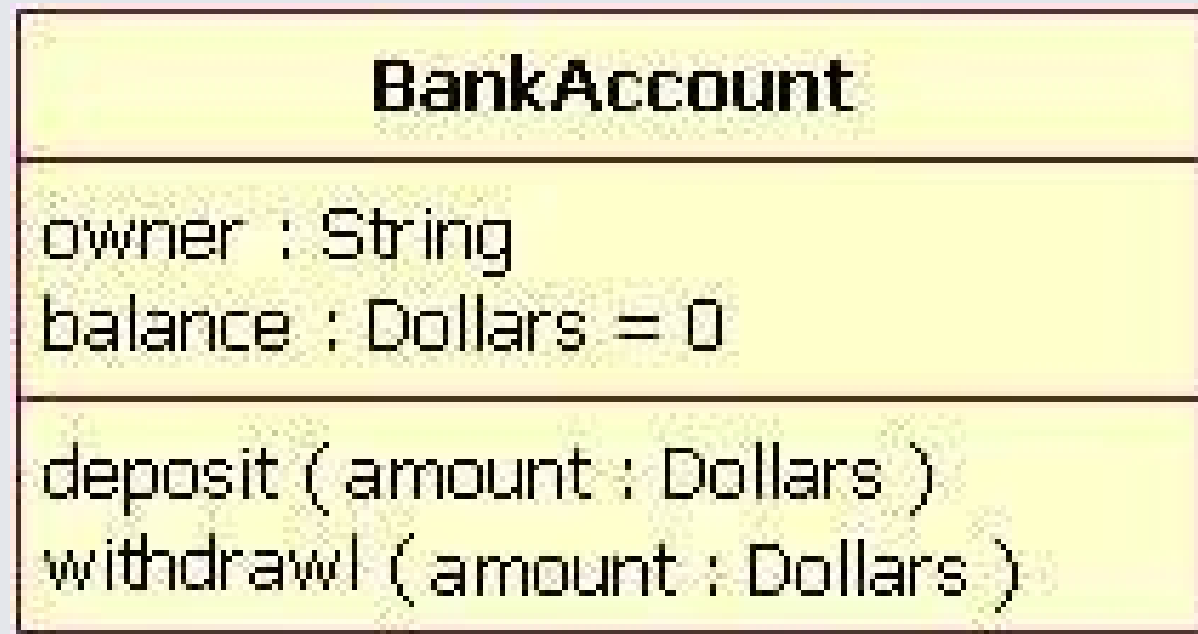 BankAccount
owner : String
balance : Dollars = 0
deposit ( amount : Dollars )
withdrawl ( amount : Dollars )